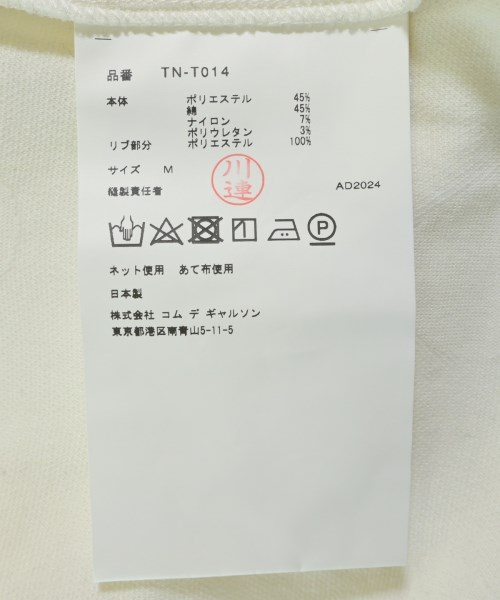 品番 TN-T014
本体 ポリエステル 45%
綿 45%
ナイロン 7%
ポリウレタン 3%
リブ部分 ポリエステル 100%
サイズ M
縫製責任者 川連 AD2024
P
ネット使用 あて布使用
日本製
株式会社 コム デ ギャルソン
東京都港区南青山5-11-5